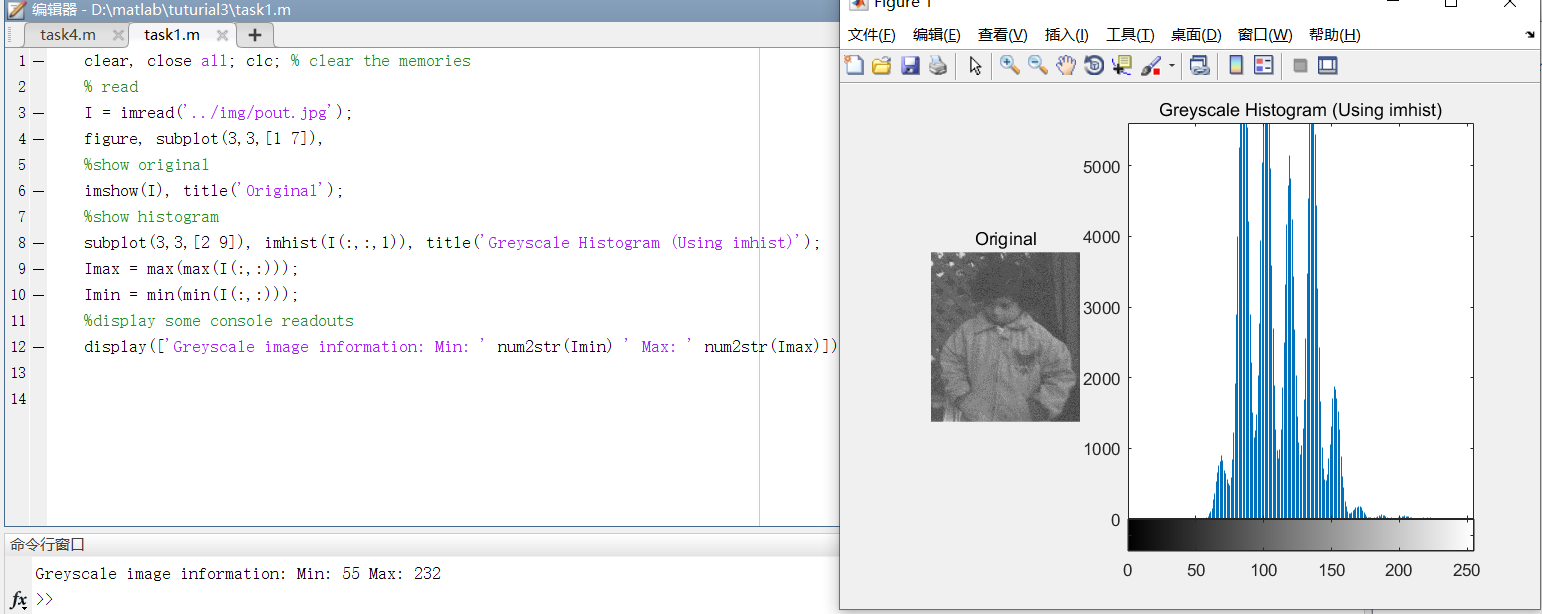 编辑器 - D:\matlab\tuturial3\task1.m
task4.m
task1.m
1 clear, close all; clc; % clear the memories
2 % read
3 I = imread('../img/pout.jpg');
4 figure, subplot(3,3,[1 7]),
5 %show original
6 imshow(I), title('Original');
7 %show histogram
8 subplot(3,3,[2 9]), imhist(I(:,:,1)), title('Greyscale Histogram (Using imhist)');
9 Imax = max(max(I(:,:)));
10 Imin = min(min(I(:,:)));
11 %display some console readouts
12 display(['Greyscale image information: Min: ' num2str(Imin) ' Max: ' num2str(Imax)])
13
14
命令行窗口
Greyscale image information: Min: 55 Max: 232
fx >>
Figure 1
文件(F) 编辑(E) 查看(V) 插入(I) 工具(T) 桌面(D) 窗口(W) 帮助(H)
Original
Greyscale Histogram (Using imhist)
5000
4000
3000
2000
1000
0
0 50 100 150 200 250